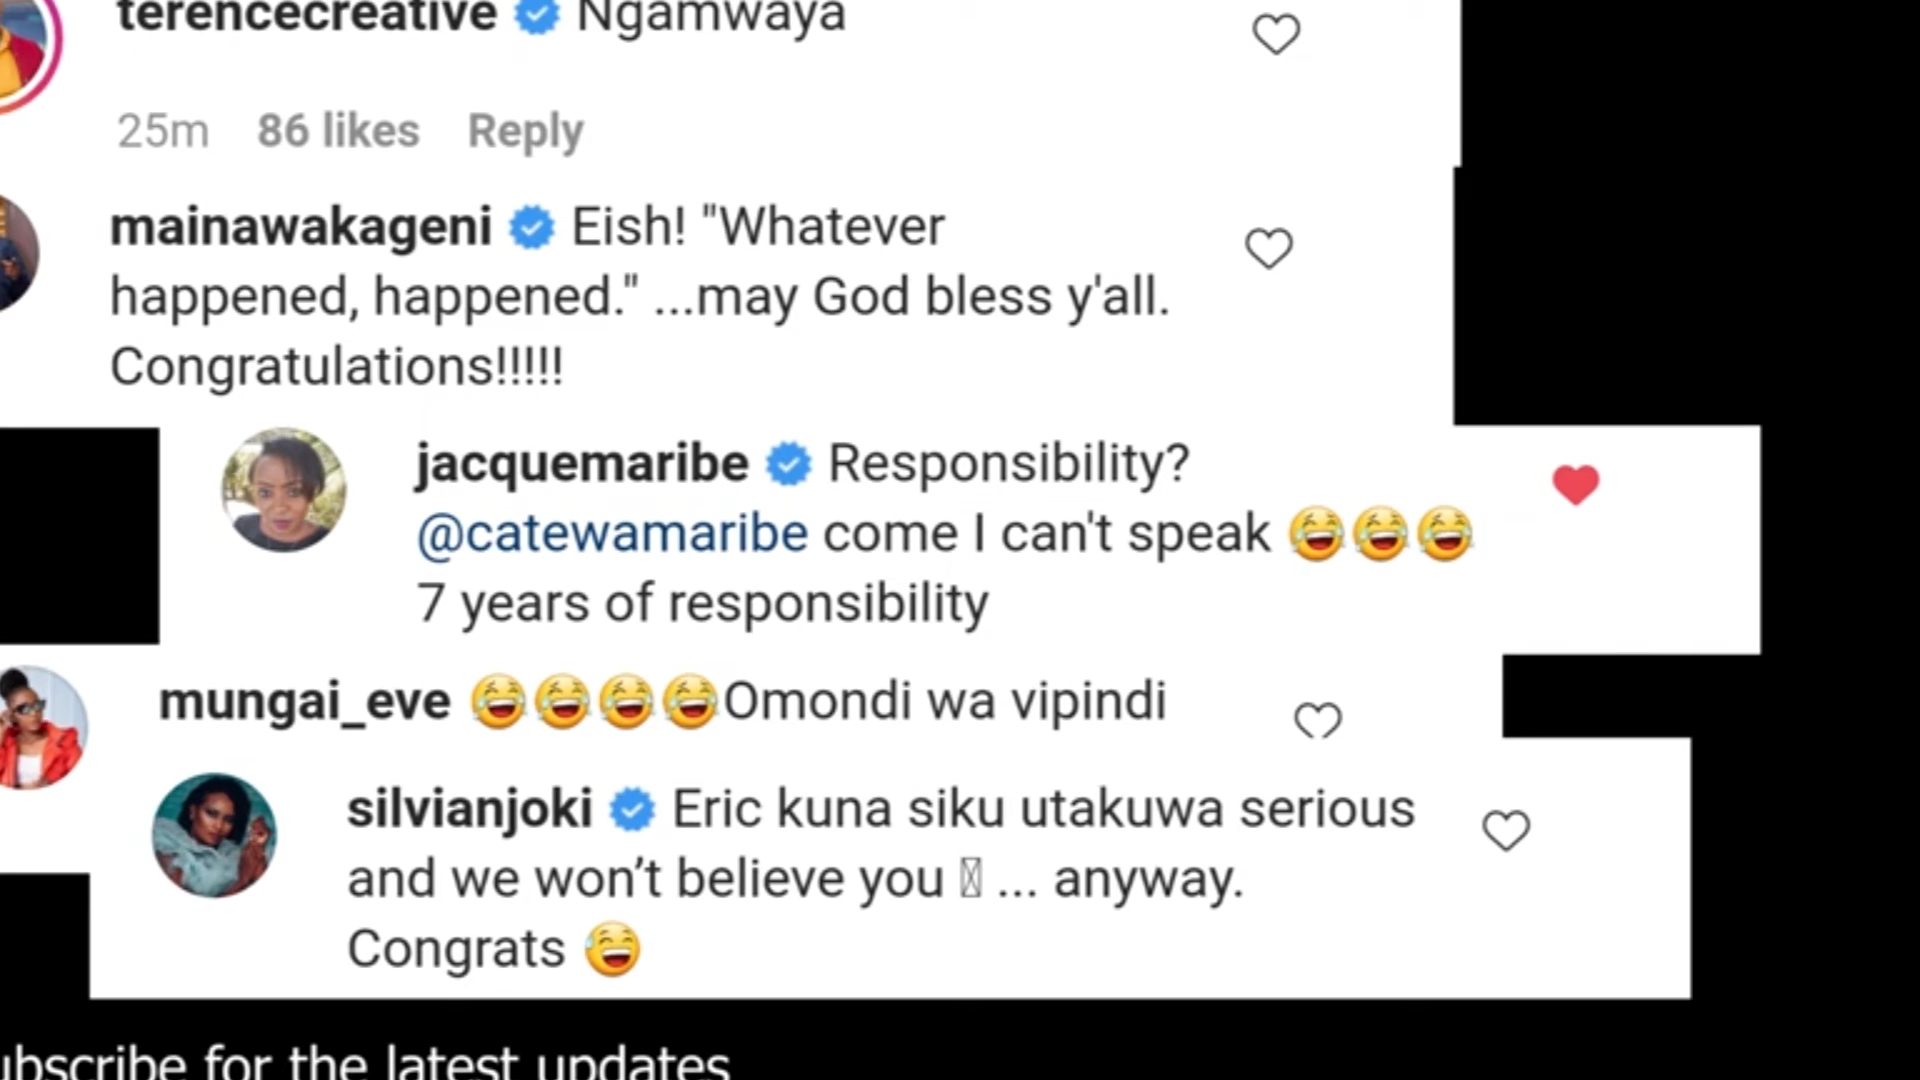 terencecreative Ngamwaya
25m 86 likes Reply
mainawakageni Eish! "Whatever
happened, happened." ...may God bless y'all.
Congratulations!!!!!
jacquemaribe Responsibility?
@catewamaribe come I can't speak 😂😂😂
7 years of responsibility
mungai_eve 😂😂😂😂Omondi wa vipindi
silvianjoki Eric kuna siku utakuwa serious
and we won’t believe you ... anyway.
Congrats 😅
ubscribe for the latest updates